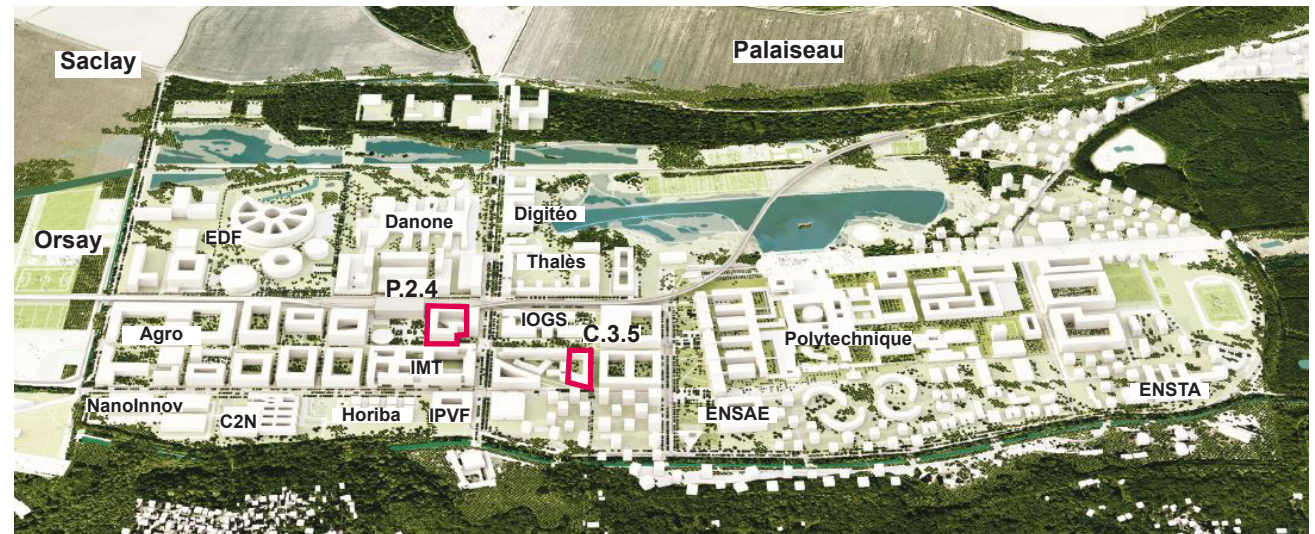 Saclay
Palaiseau
Orsay
EDF
Danone
Digitéo
Thalès
P.2.4
IOGS
C.3.5
Agro
Polytechnique
IMT
NanoInnov
C2N
Horiba
IPVF
ENSAE
ENSTA